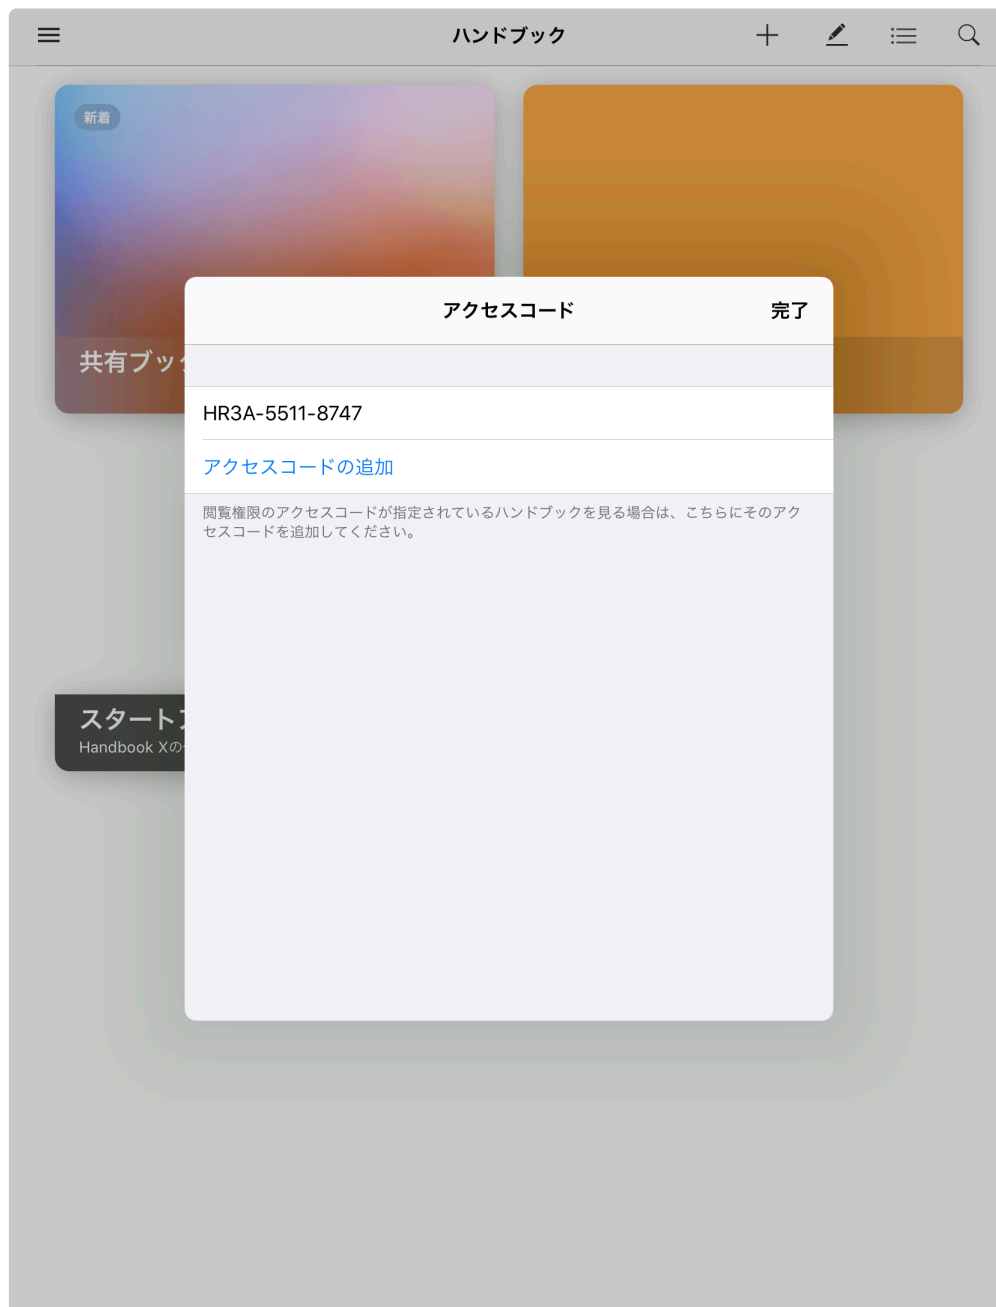 ハンドブック
新着
共有ブッ
アクセスコード
完了
HR3A-5511-8747
アクセスコードの追加
閲覧権限のアクセスコードが指定されているハンドブックを見る場合は、こちらにそのアク
セスコードを追加してください。
スタート
Handbook Xの